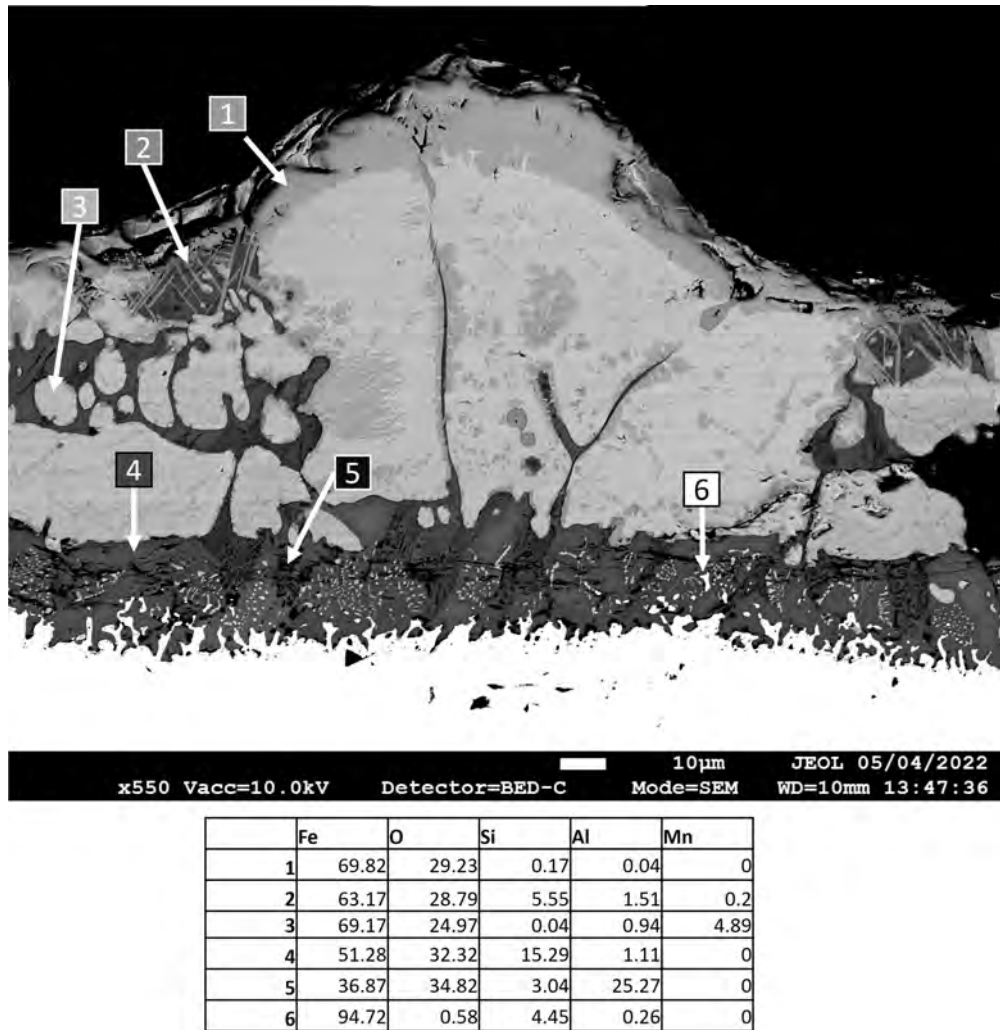 1
2
3
4
5
6
10µm JEOL 05/04/2022
x550 Vacc=10.0kV Detector=BED-C Mode=SEM WD=10mm 13:47:36
Fe O Si Al Mn
1 69.82 29.23 0.17 0.04 0
2 63.17 28.79 5.55 1.51 0.2
3 69.17 24.97 0.04 0.94 4.89
4 51.28 32.32 15.29 1.11 0
5 36.87 34.82 3.04 25.27 0
6 94.72 0.58 4.45 0.26 0